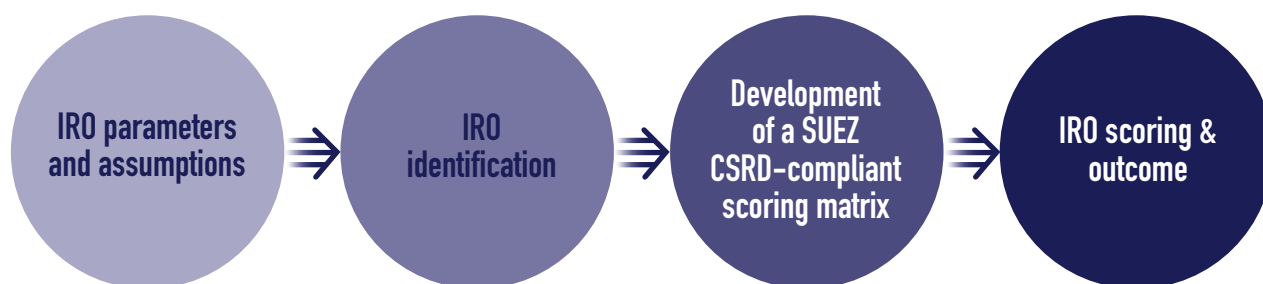 IRO parameters
and assumptions
IRO
identification
Development
of a SUEZ
CSRD-compliant
scoring matrix
IRO scoring &
outcome